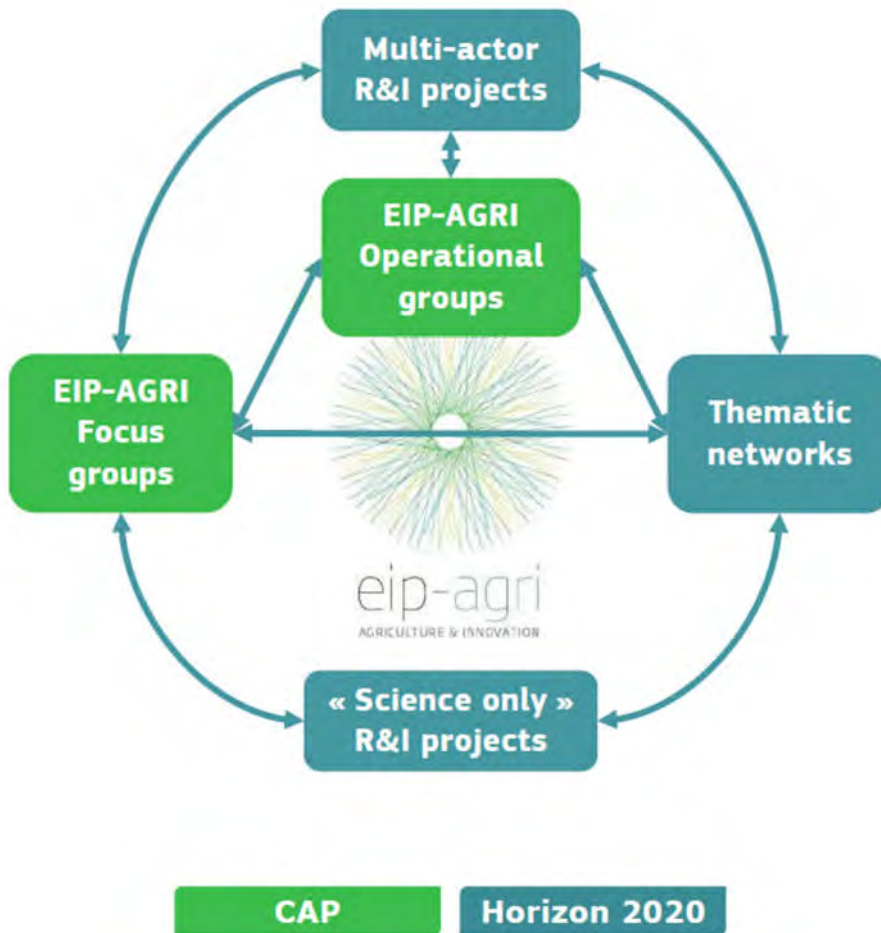 Multi-actor
R&I projects
EIP-AGRI
Operational
groups
EIP-AGRI
Focus
groups
Thematic
networks
eip-agri
AGRICULTURE & INNOVATION
« Science only »
R&I projects
CAP
Horizon 2020